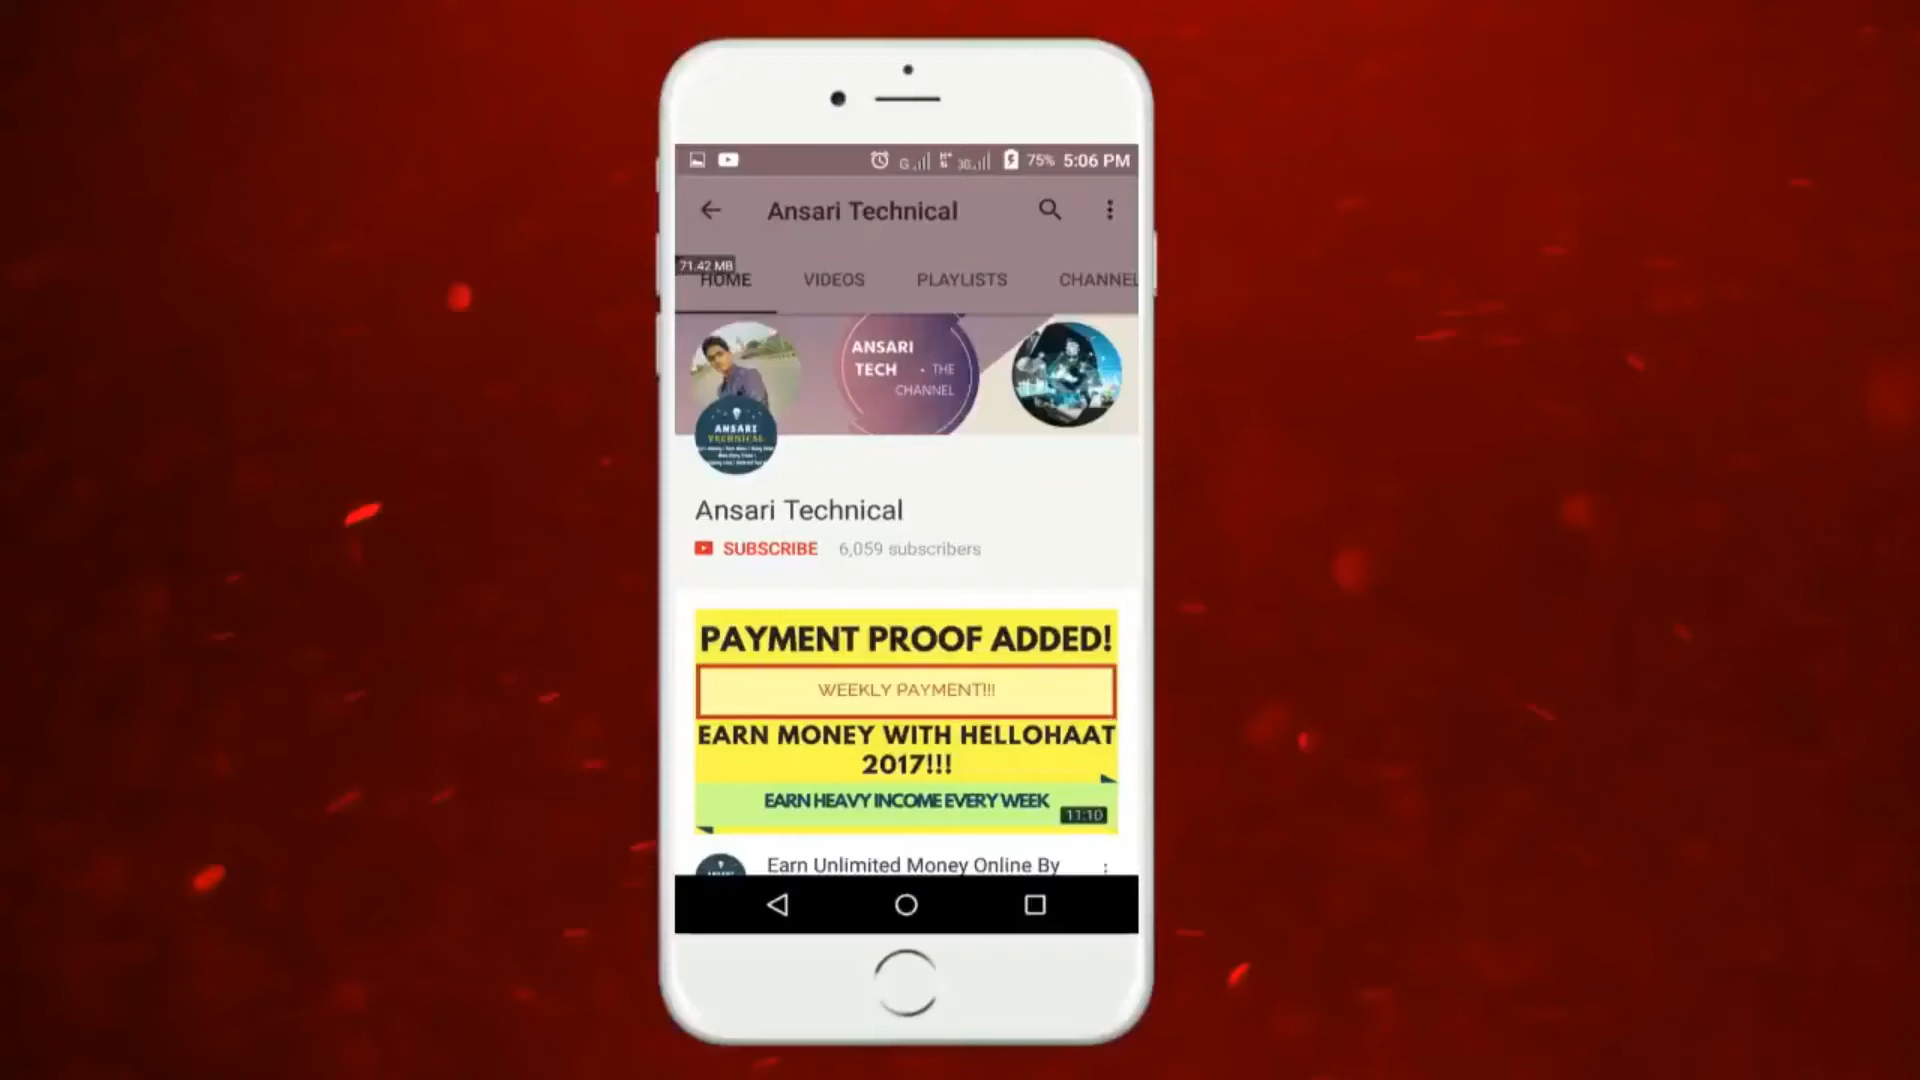 G 3G 75% 5:06 PM
Ansari Technical
71.42 MB
HOME VIDEOS PLAYLISTS CHANNEL
ANSARI
TECH · THE
CHANNEL
ANSARI
TECHNICAL
Ansari Technical
SUBSCRIBE 6,059 subscribers
PAYMENT PROOF ADDED!
WEEKLY PAYMENT!!!
EARN MONEY WITH HELLOHAAT
2017!!!
EARN HEAVY INCOME EVERY WEEK
11:10
Earn Unlimited Money Online By